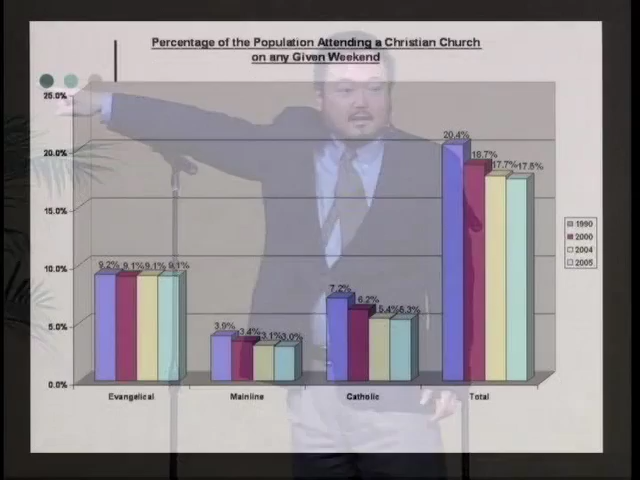 Percentage of the Population Attending a Christian Church
on any Given Weekend
25.0%
20.0%
15.0%
10.0%
5.0%
0.0%
9.2% 9.1% 9.1% 9.1%
3.9% 3.4% 3.1% 3.0%
7.2% 6.2% 5.4% 5.3%
20.4% 18.7% 17.7% 17.5%
Evangelical Mainline Catholic Total
1990
2000
2004
2005